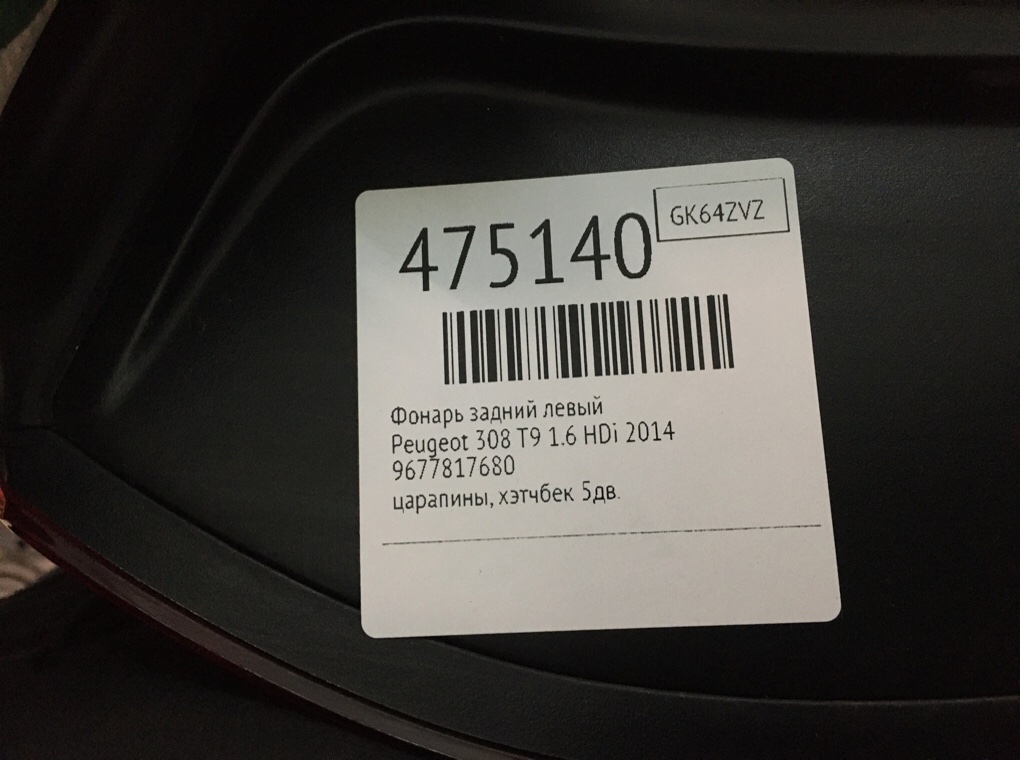 475140
GK64ZVZ
Фонарь задний левый
Peugeot 308 T9 1.6 HDi 2014
9677817680
царапины, хэтчбек 5дв.